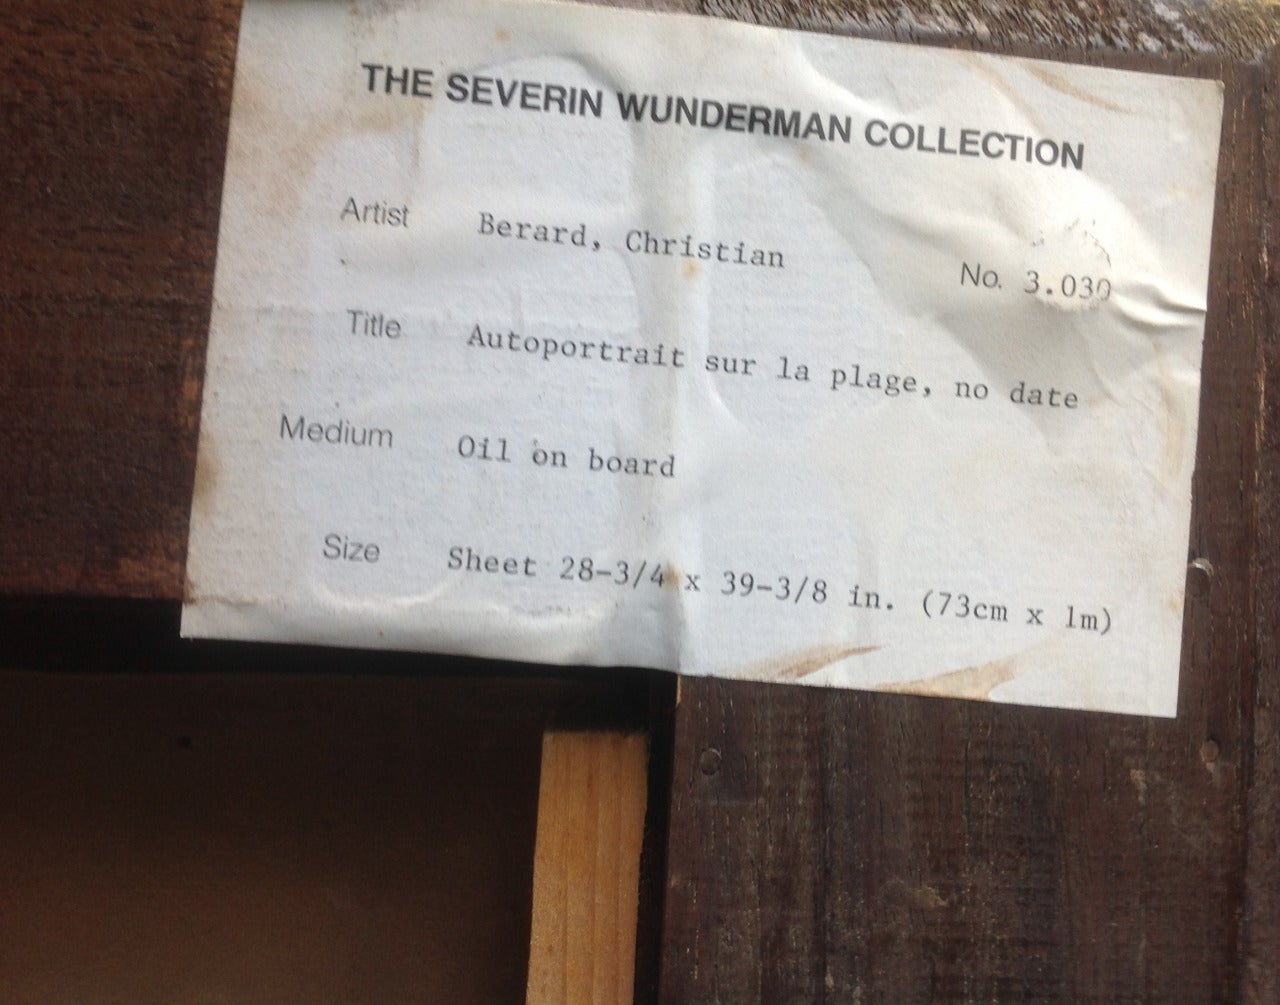 THE SEVERIN WUNDERMAN COLLECTION
Artist Berard, Christian
No. 3.030
Title Autoportrait sur la plage, no date
Medium Oil on board
Size Sheet 28-3/4 x 39-3/8 in. (73cm x 1m)